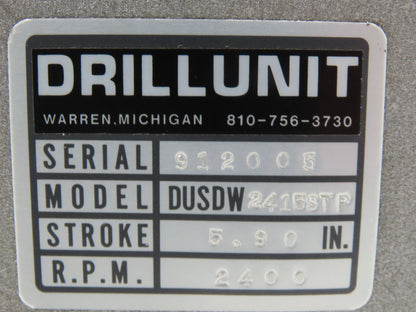 DRILLUNIT
WARREN, MICHIGAN 810-756-3730
SERIAL 912005
MODEL DUSDW 2415STP
STROKE 5.90 IN.
R.P.M. 2400